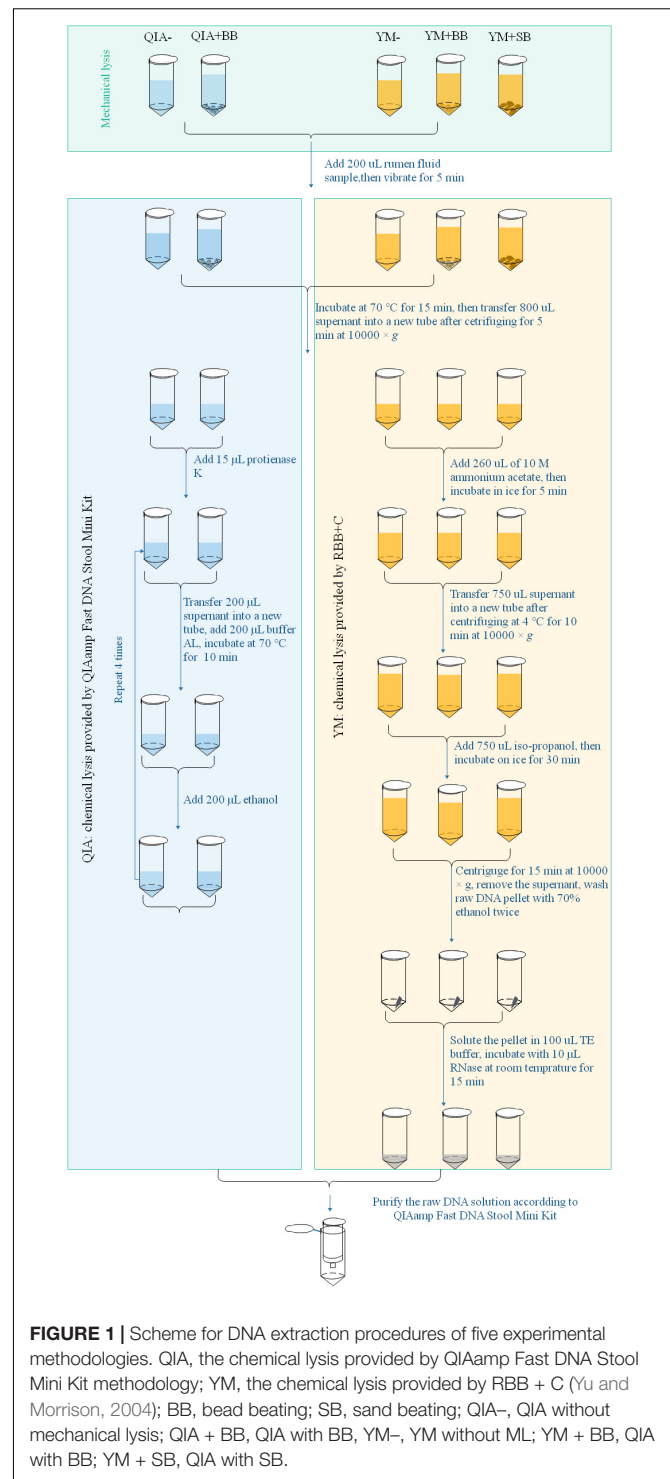 QIA-
QIA+BB
YM-
YM+BB
YM+SB
Mechanical lysis
Add 200 uL rumen fluid
sample,then vibrate for 5 min
Incubate at 70 °C for 15 min, then transfer 800 uL
supernant into a new tube after cetrifuging for 5
min at 10000 × g
QIA: chemical lysis provided by QIAamp Fast DNA Stool Mini Kit
Add 15 μL protienase
K
Transfer 200 μL
supernant into a new
tube, add 200 μL buffer
AL, incubate at 70 °C
for 10 min
Repeat 4 times
Add 200 μL ethanol
YM: chemical lysis provided by RBB+C
Add 260 uL of 10 M
ammonium acetate, then
incubate in ice for 5 min
Transfer 750 uL supernant
into a new tube after
centrifuging at 4 °C for 10
min at 10000 × g
Add 750 uL iso-propanol, then
incubate on ice for 30 min
Centriguge for 15 min at 10000
× g, remove the supernant, wash
raw DNA pellet with 70%
ethanol twice
Solute the pellet in 100 uL TE
buffer, incubate with 10 μL
RNase at room temprature for
15 min
Purify the raw DNA solution accordding to
QIAamp Fast DNA Stool Mini Kit
FIGURE 1 | Scheme for DNA extraction procedures of five experimental
methodologies. QIA, the chemical lysis provided by QIAamp Fast DNA Stool
Mini Kit methodology; YM, the chemical lysis provided by RBB + C (Yu and
Morrison, 2004); BB, bead beating; SB, sand beating; QIA–, QIA without
mechanical lysis; QIA + BB, QIA with BB, YM–, YM without ML; YM + BB, QIA
with BB; YM + SB, QIA with SB.